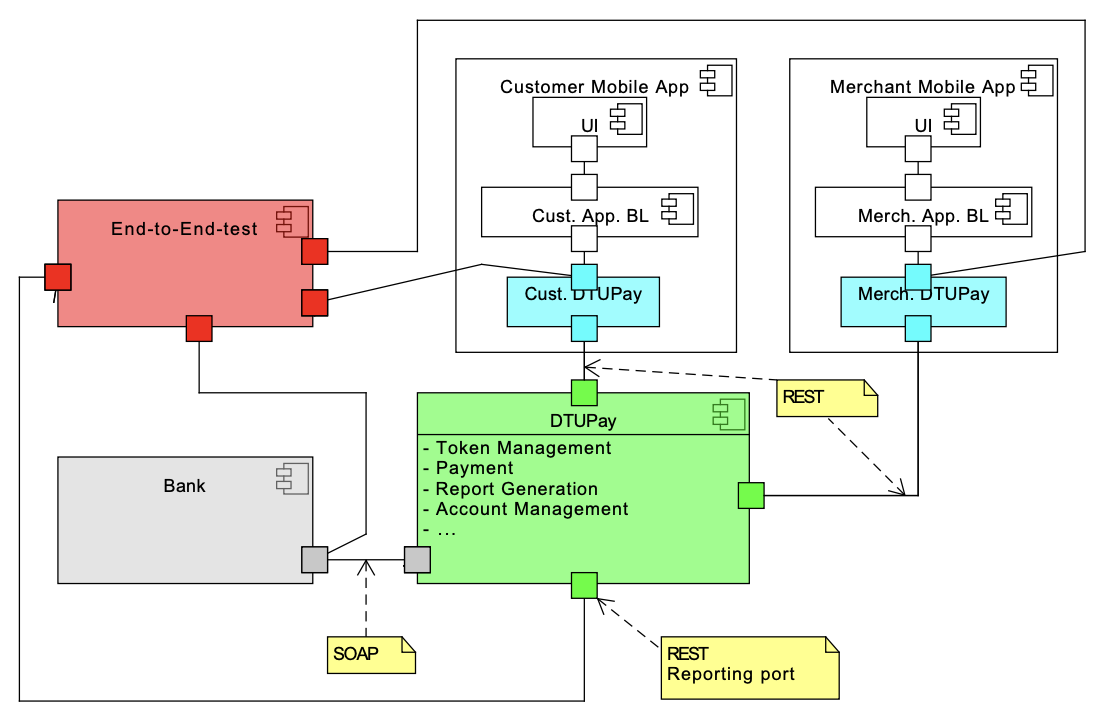 Customer Mobile App
Merchant Mobile App
UI
UI
Cust. App. BL
Merch. App. BL
End-to-End-test
Cust. DTUPay
Merch. DTUPay
REST
DTUPay
- Token Management
- Payment
- Report Generation
- Account Management
- ...
Bank
SOAP
REST
Reporting port